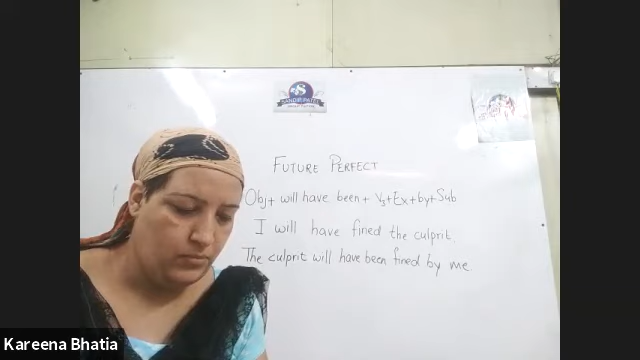 FUTURE PERFECT
Obj + will have been + V3 + Ex + by + Sub
I will have fined the culprit.
The culprit will have been fined by me.
Kareena Bhatia